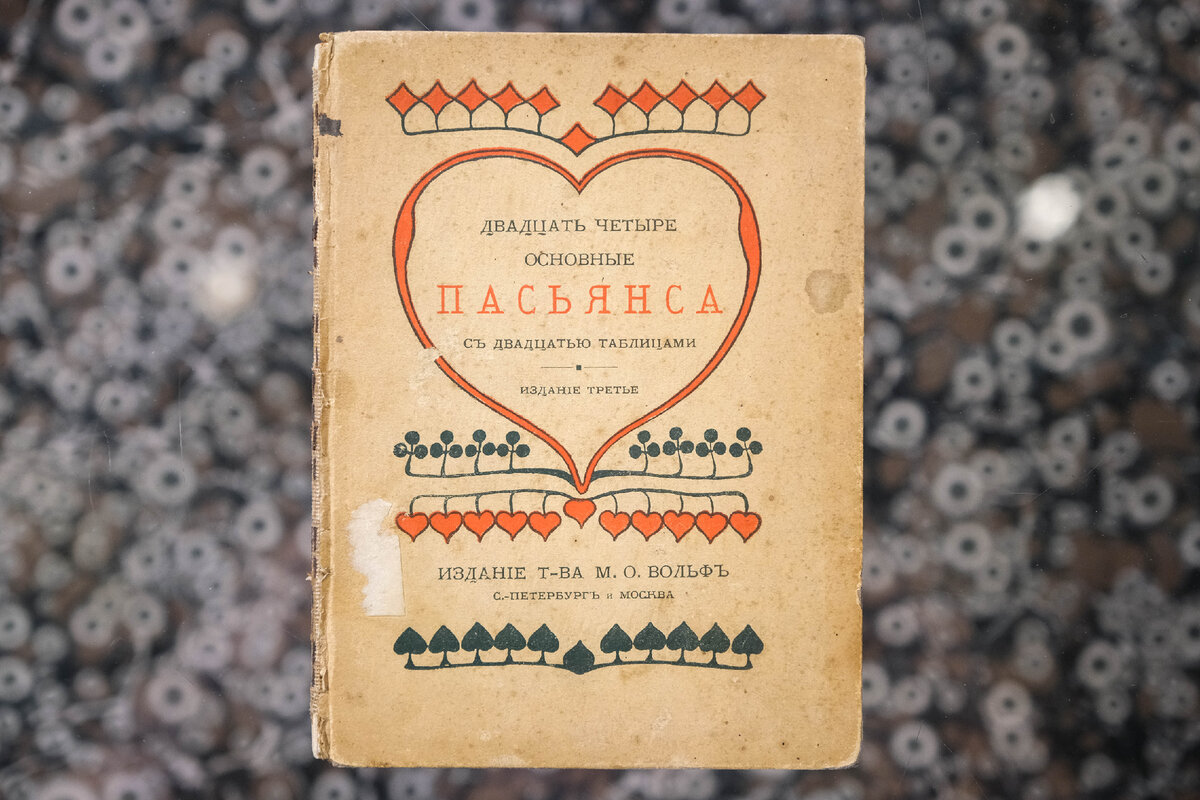 ДВАДЦАТЬ ЧЕТЫРЕ
ОСНОВНЫЕ
ПАСЬЯНСА
СЪ ДВАДЦАТЬЮ ТАБЛИЦАМИ
ИЗДАНІЕ ТРЕТЬЕ
ИЗДАНІЕ Т-ВА М. О. ВОЛЬФЪ
С.-ПЕТЕРБУРГЪ и МОСКВА